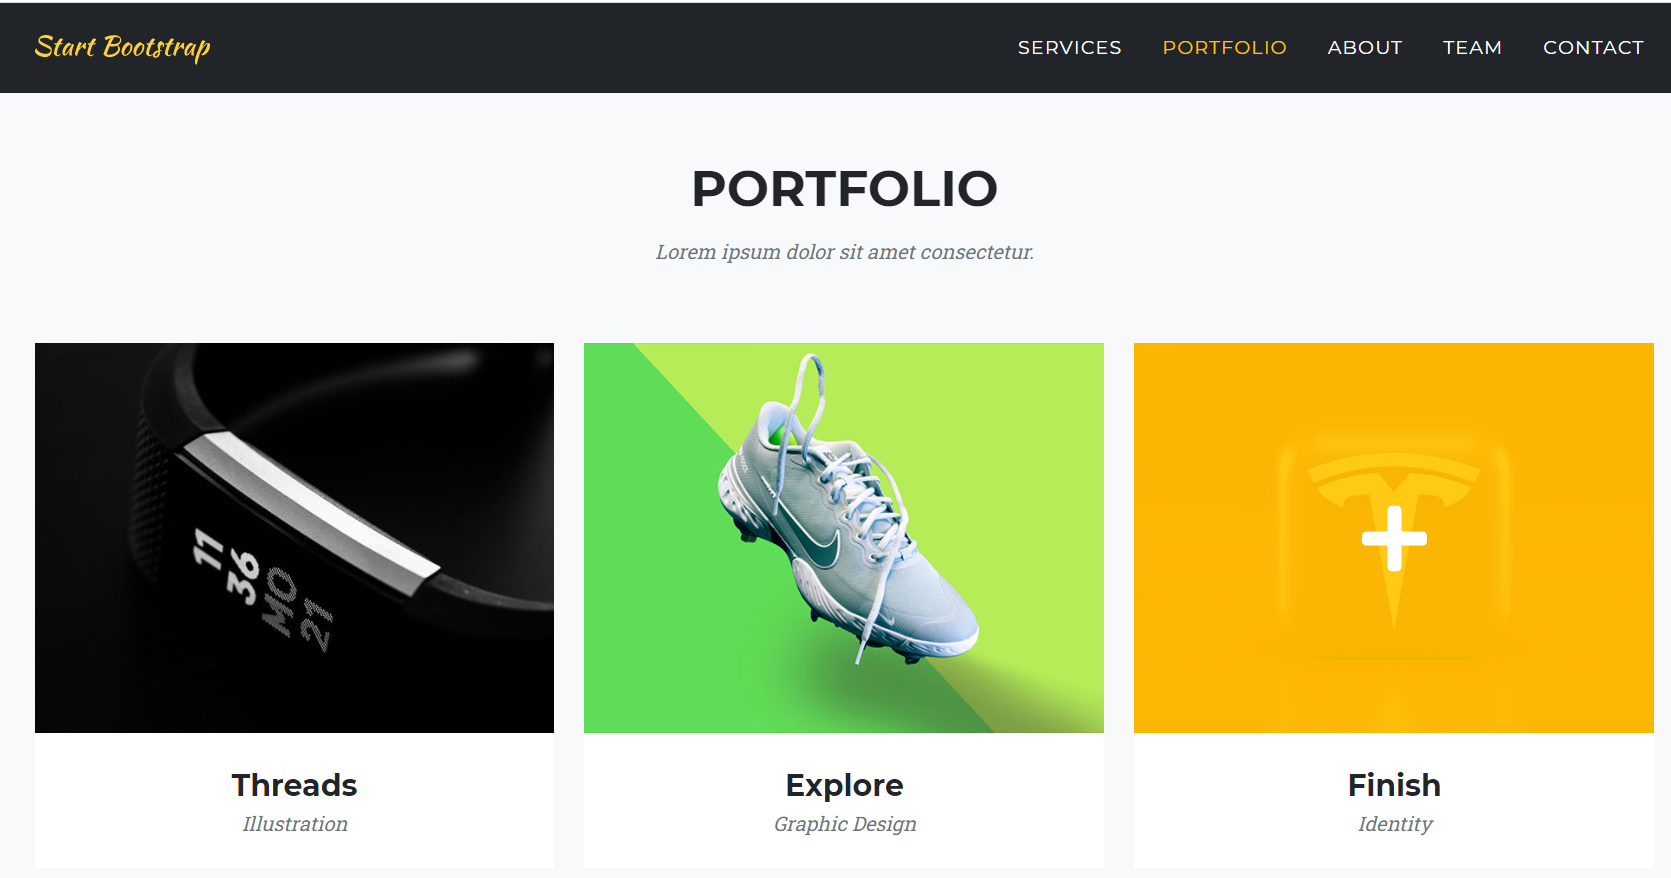 Start Bootstrap
SERVICES PORTFOLIO ABOUT TEAM CONTACT
PORTFOLIO
Lorem ipsum dolor sit amet consectetur.
11
36
MO
21
Threads
Illustration
Explore
Graphic Design
Finish
Identity